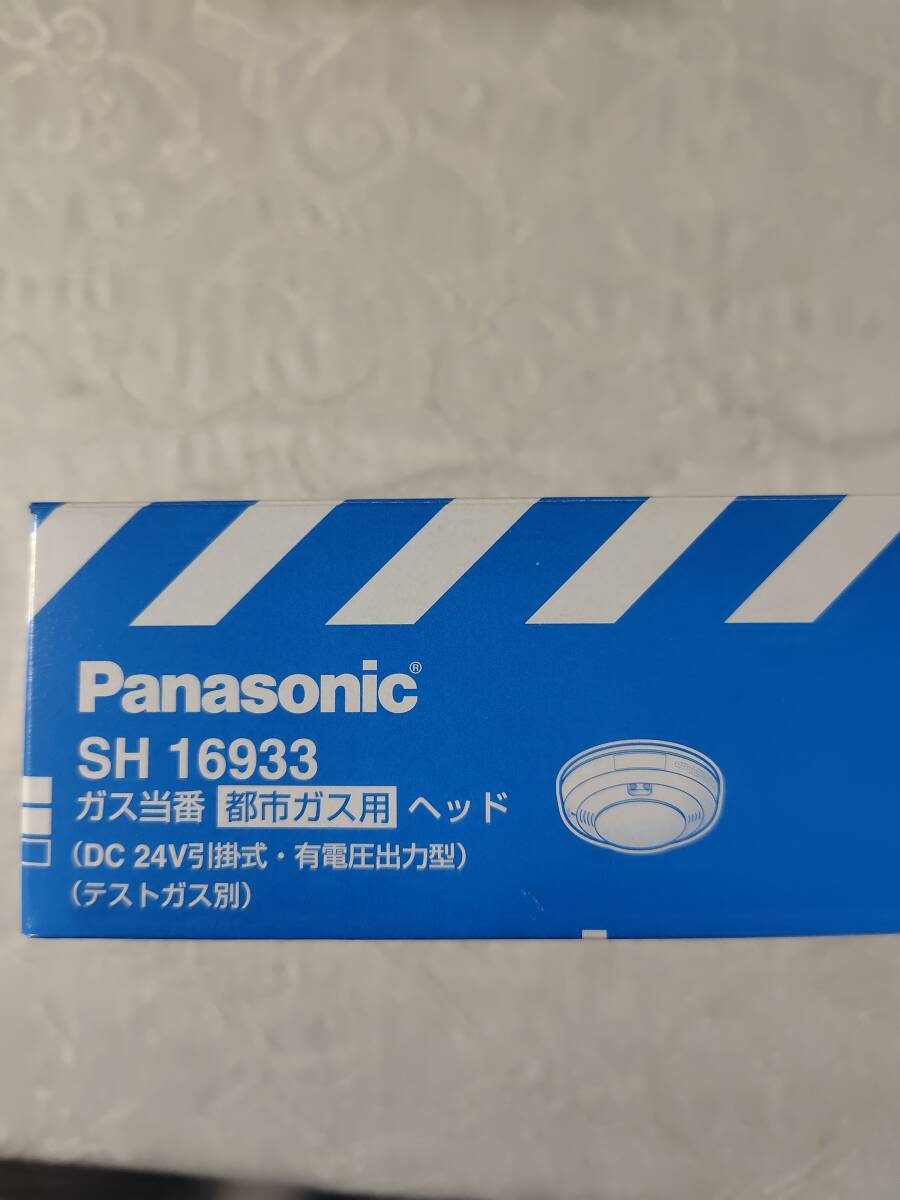 Panasonic®
SH 16933
ガス当番 都市ガス用 ヘッド
(DC 24V引掛式・有電圧出力型)
(テストガス別)